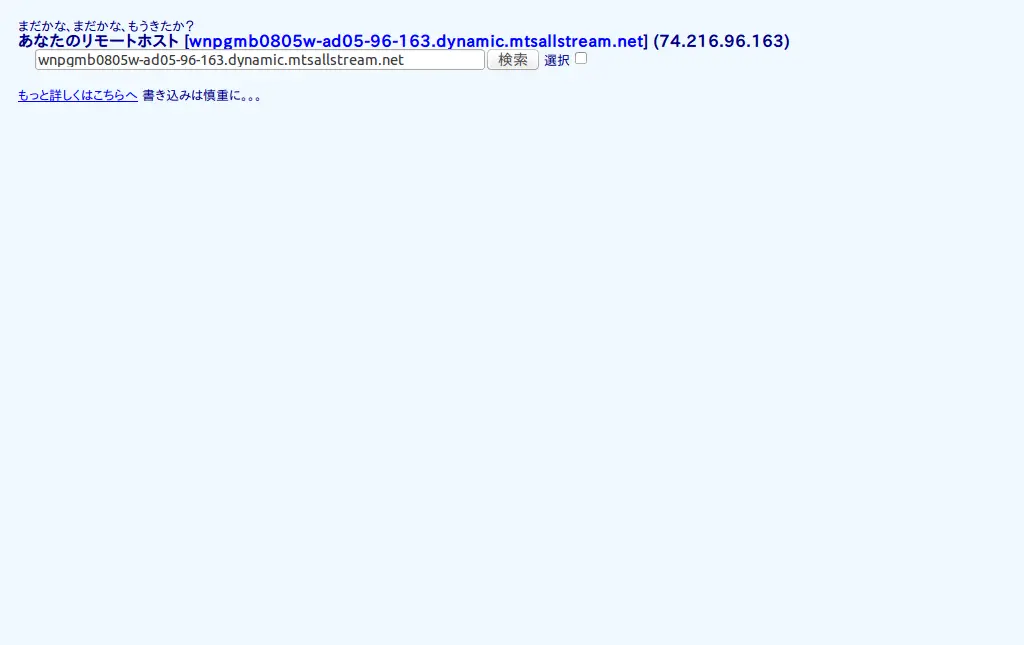 まだかな、まだかな、もうきたか？
あなたのリモートホスト [wnpgmb0805w-ad05-96-163.dynamic.mtsallstream.net] (74.216.96.163)
wnpgmb0805w-ad05-96-163.dynamic.mtsallstream.net 検索 選択
もっと詳しくはこちらへ 書き込みは慎重に。。。